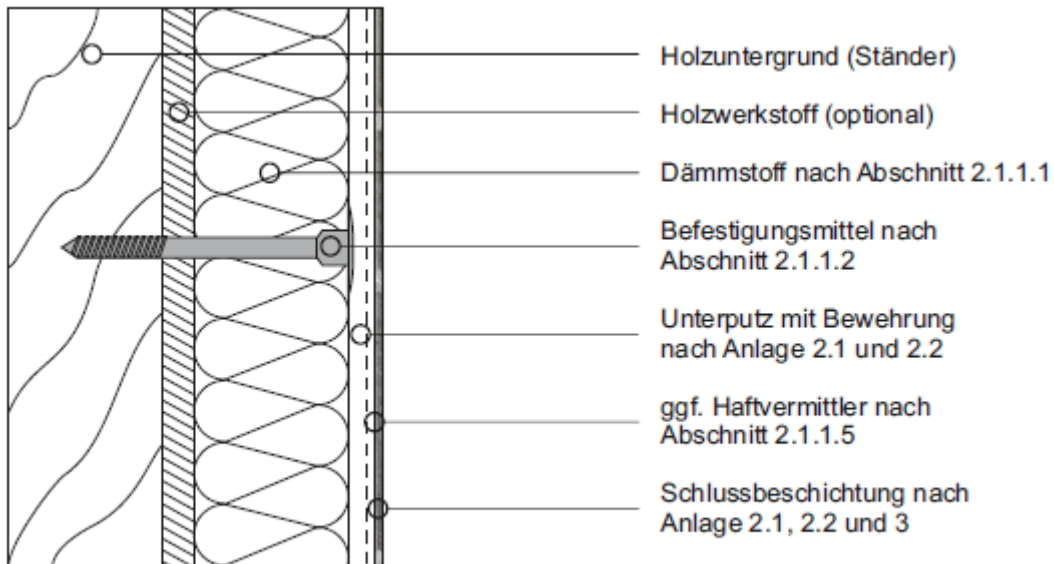 Holzuntergrund (Ständer)
Holzwerkstoff (optional)
Dämmstoff nach Abschnitt 2.1.1.1
Befestigungsmittel nach
Abschnitt 2.1.1.2
Unterputz mit Bewehrung
nach Anlage 2.1 und 2.2
ggf. Haftvermittler nach
Abschnitt 2.1.1.5
Schlussbeschichtung nach
Anlage 2.1, 2.2 und 3